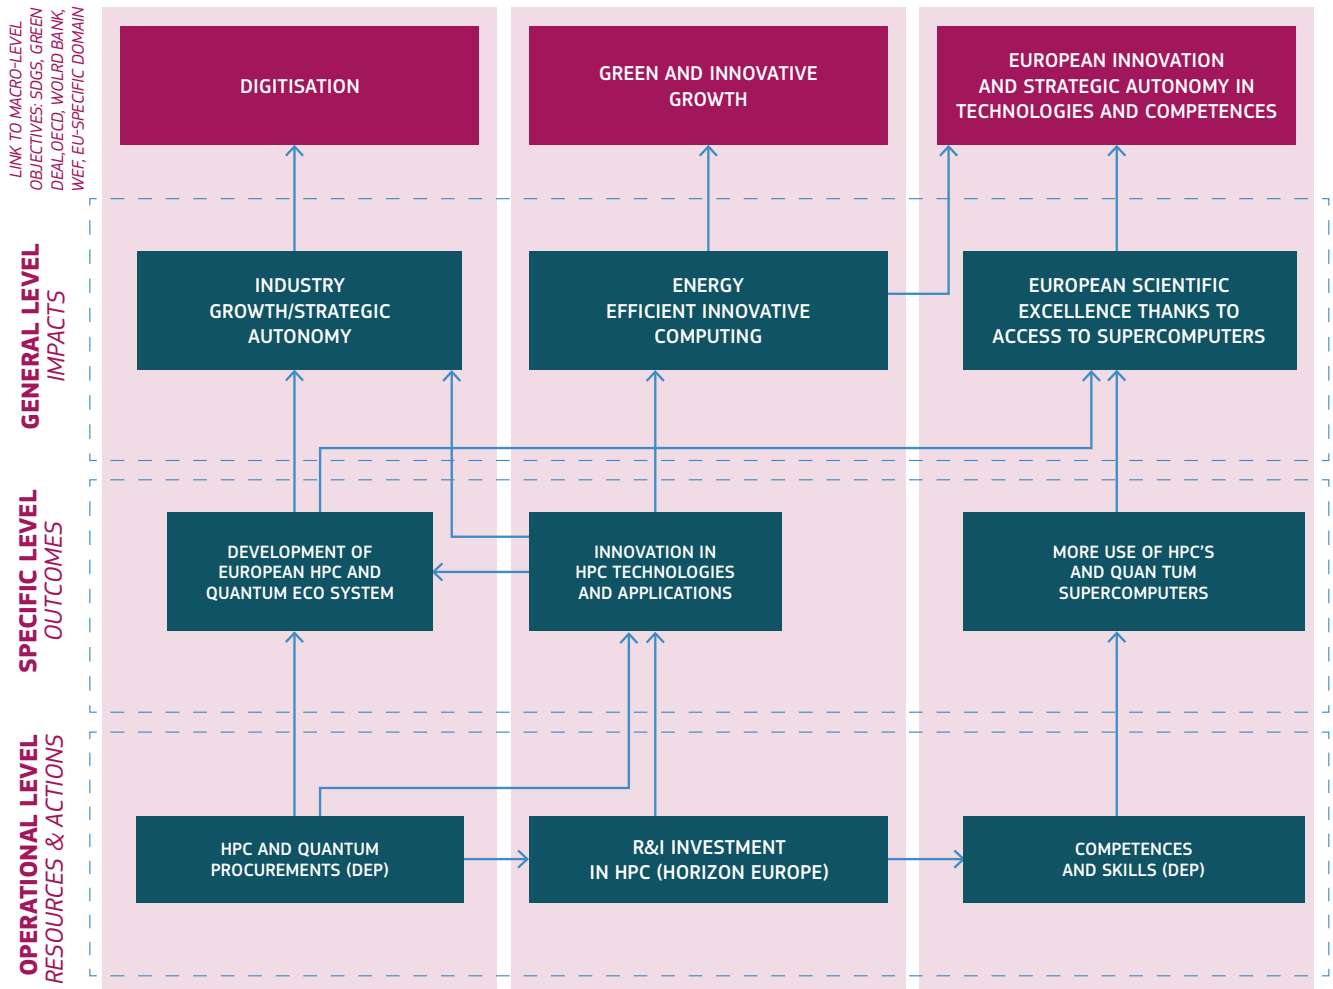 LINK TO MACRO-LEVEL
OBJECTIVES: SDGS, GREEN
DEAL,OECD, WOLRD BANK,
WEF, EU-SPECIFIC DOMAIN
DIGITISATION
GREEN AND INNOVATIVE
GROWTH
EUROPEAN INNOVATION
AND STRATEGIC AUTONOMY IN
TECHNOLOGIES AND COMPETENCES
GENERAL LEVEL
IMPACTS
INDUSTRY
GROWTH/STRATEGIC
AUTONOMY
ENERGY
EFFICIENT INNOVATIVE
COMPUTING
EUROPEAN SCIENTIFIC
EXCELLENCE THANKS TO
ACCESS TO SUPERCOMPUTERS
SPECIFIC LEVEL
OUTCOMES
DEVELOPMENT OF
EUROPEAN HPC AND
QUANTUM ECO SYSTEM
INNOVATION IN
HPC TECHNOLOGIES
AND APPLICATIONS
MORE USE OF HPC'S
AND QUAN TUM
SUPERCOMPUTERS
OPERATIONAL LEVEL
RESOURCES & ACTIONS
HPC AND QUANTUM
PROCUREMENTS (DEP)
R&I INVESTMENT
IN HPC (HORIZON EUROPE)
COMPETENCES
AND SKILLS (DEP)